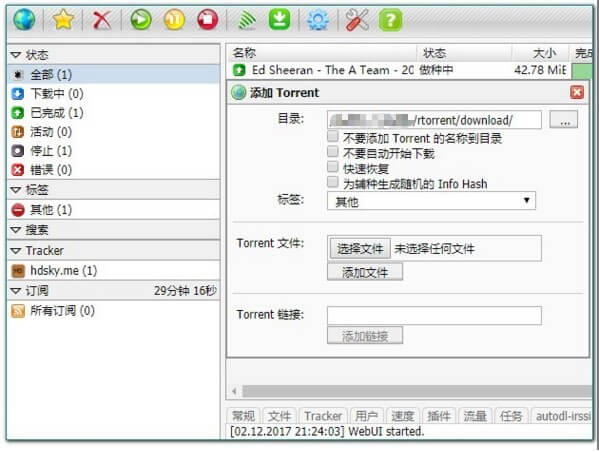 状态
全部 (1)
下载中 (0)
已完成 (1)
活动 (0)
停止 (1)
错误 (0)
标签
其他 (1)
搜索
Tracker
hdsky.me (1)
订阅 29分钟 16秒
所有订阅 (0)
名称 状态 大小 完成
Ed Sheeran - The A Team - 20 做种中 42.78 MiB
添加 Torrent
目录: /rtorrent/download/ ...
不要添加 Torrent 的名称到目录
不要自动开始下载
快速恢复
为辅种生成随机的 Info Hash
标签: 其他
Torrent 文件: 选择文件 未选择任何文件
添加文件
Torrent 链接:
添加链接
常规 文件 Tracker 用户 速度 插件 流量 任务 autodl-irssi
[02.12.2017 21:24:03] WebUI started.